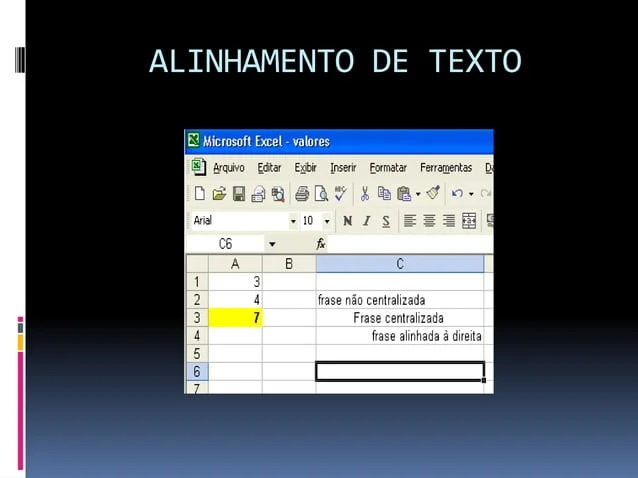 ALINHAMENTO DE TEXTO
Microsoft Excel - valores
Arquivo Editar Exibir Inserir Formatar Ferramentas
Arial 10 N I S
C6 fx
A B C
1 3
2 4 frase não centralizada
3 7 Frase centralizada
4 frase alinhada à direita
5
6
7